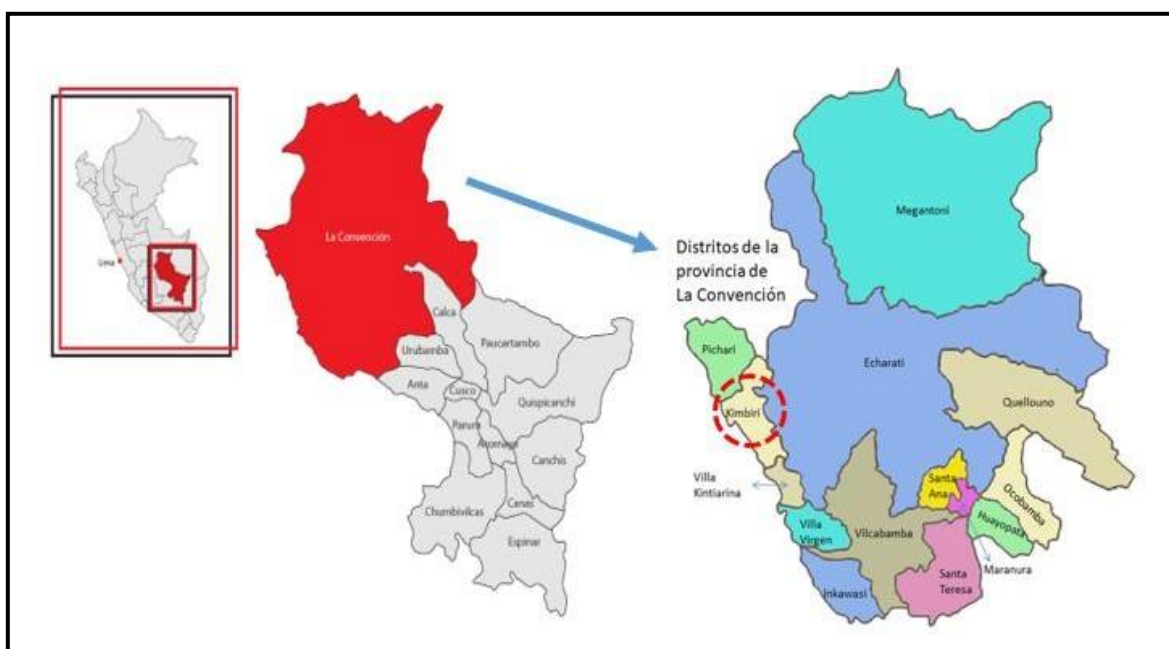 Lima
La Convención
Calca
Urubamba
Paucartambo
Anta
Cusco
Quispicanchi
Paruro
Acomayo
Canchis
Canas
Chumbivilcas
Espinar
Distritos de la
provincia de
La Convención
Megantoni
Pichari
Echarati
Kimbiri
Quellouno
Villa
Kintiarina
Santa
Ana
Ocobamba
Huayopata
Villa
Virgen
Vilcabamba
Maranura
Santa
Teresa
Inkawasi